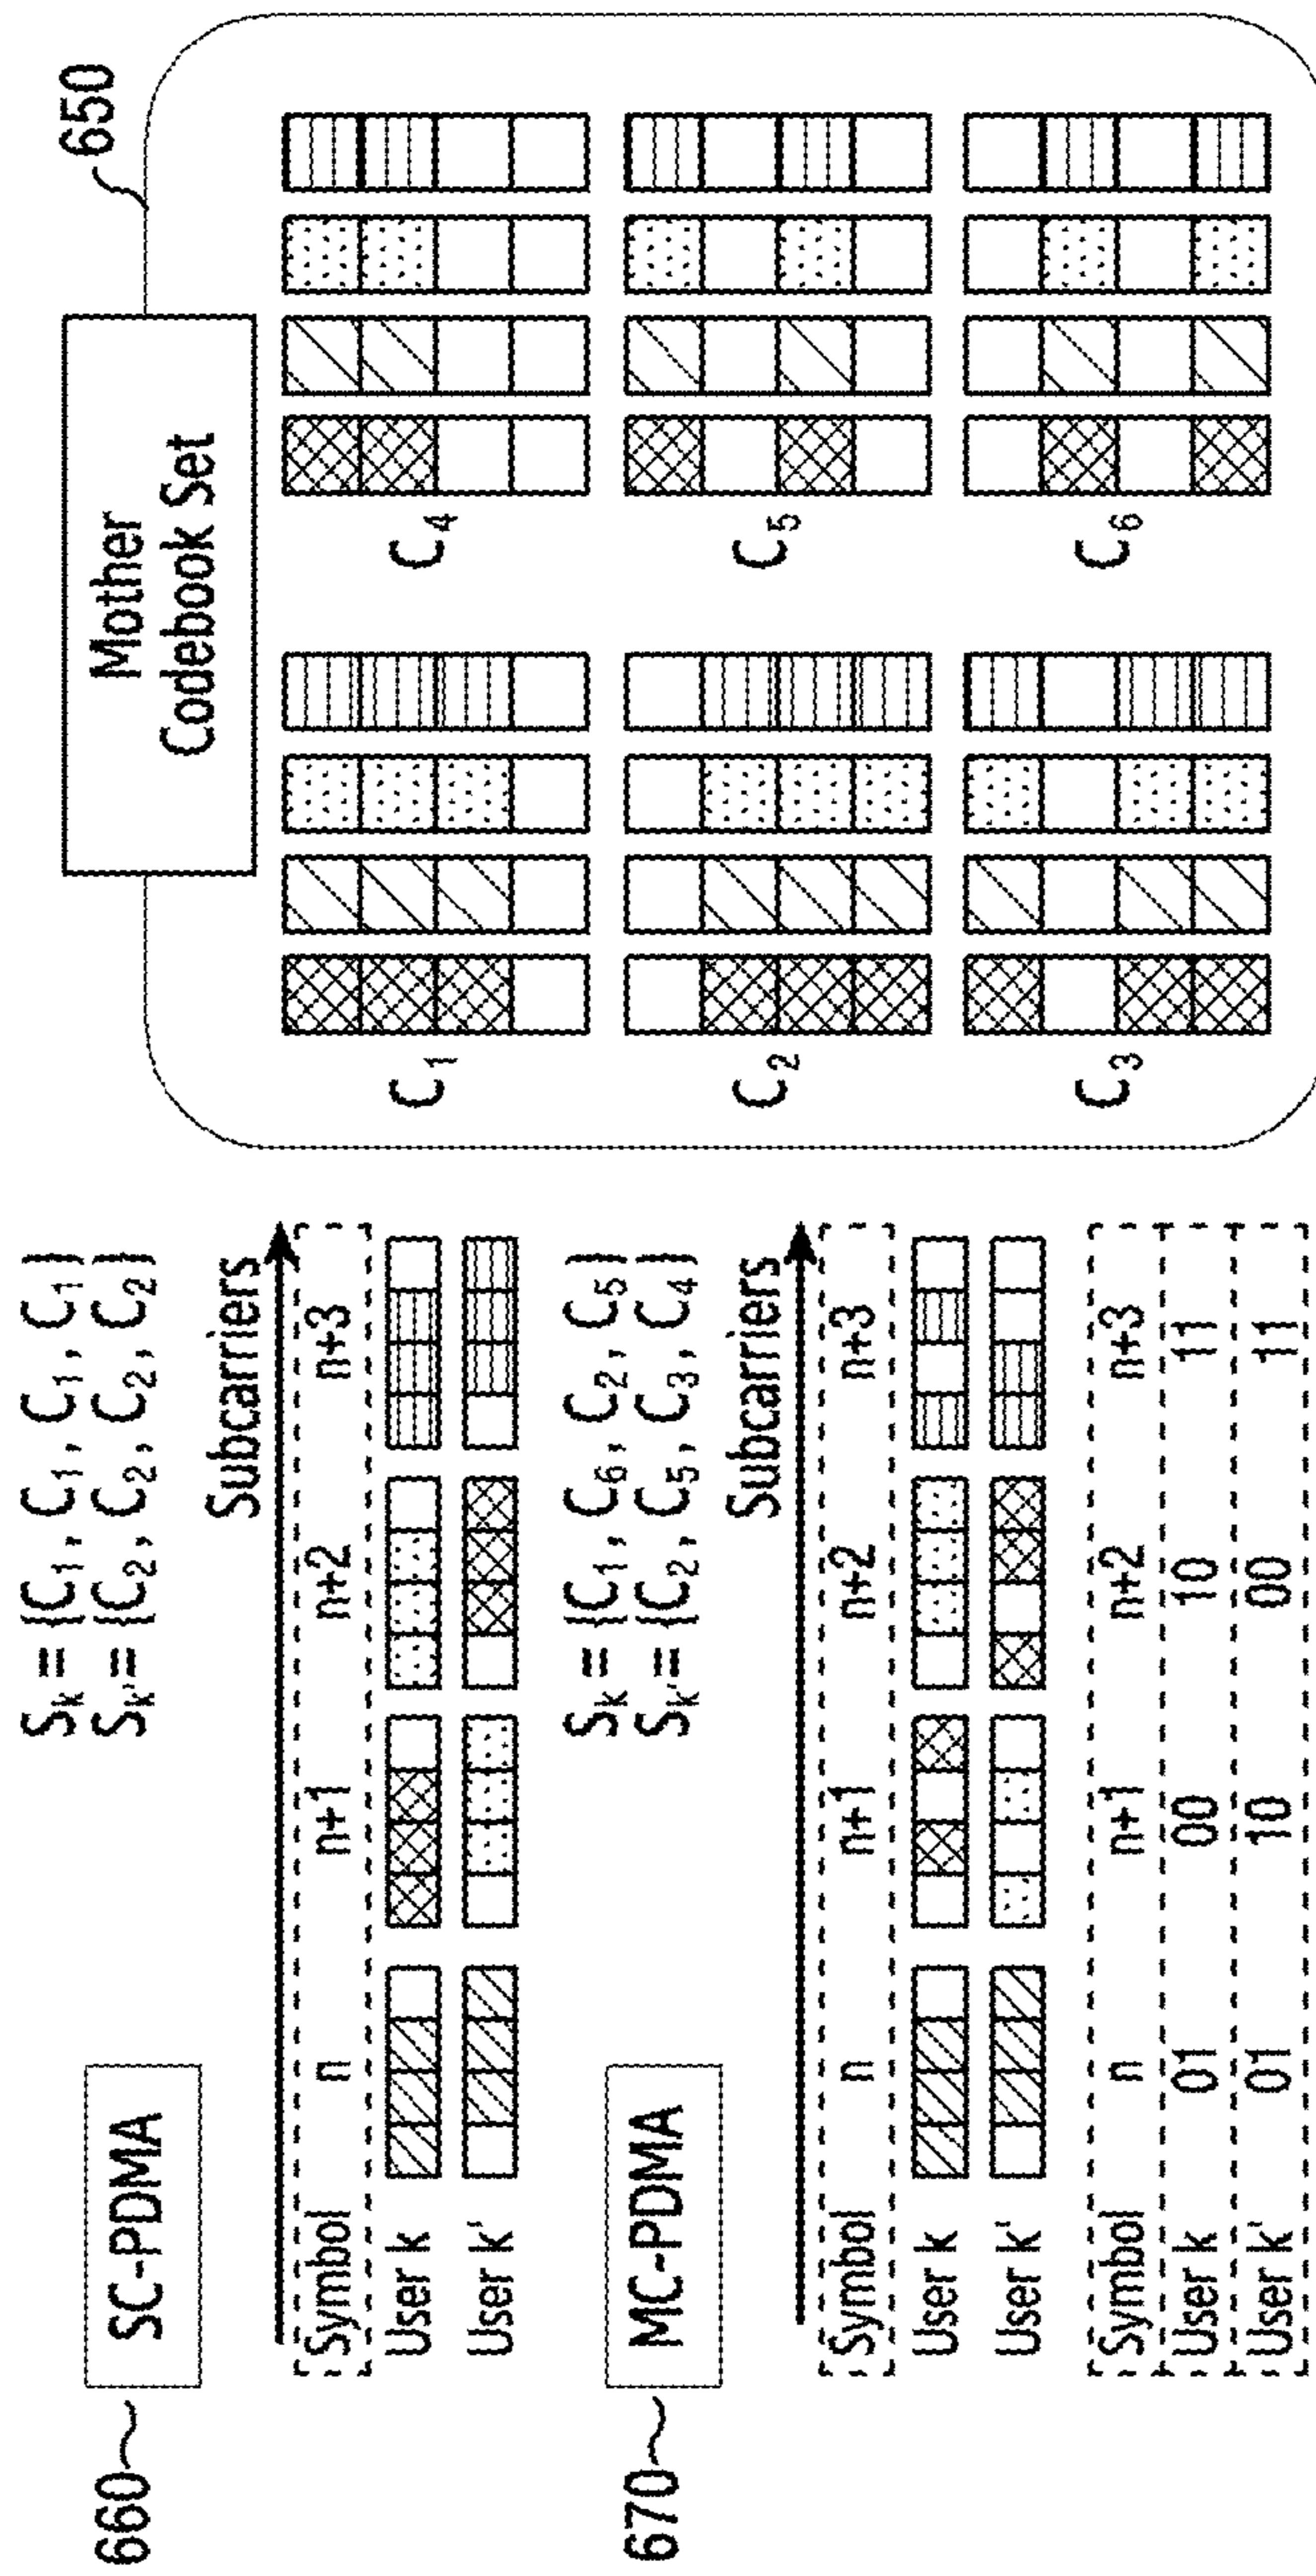 660
SC-PDMA
Sk = {C1, C1, C1, C1}
Sk' = {C2, C2, C2, C2}
Subcarriers
Symbol n n+1 n+2 n+3
User k
User k'
670
MC-PDMA
Sk = {C1, C6, C2, C5}
Sk' = {C2, C5, C3, C4}
Subcarriers
Symbol n n+1 n+2 n+3
User k
User k'
Symbol n n+1 n+2 n+3
User k 01 00 10 11
User k' 01 10 00 11
Mother
Codebook Set
650
C1
C4
C2
C5
C3
C6